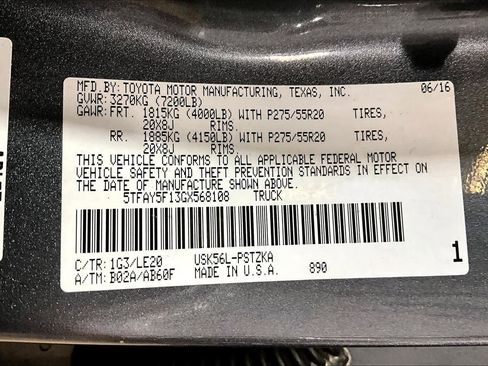 MFD.BY: TOYOTA MOTOR MANUFACTURING, TEXAS, INC. 06/16
GVWR: 3270KG (7200LB)
GAWR: FRT. 1815KG (4000LB) WITH P275/55R20 TIRES,
20X8J RIMS.
RR. 1885KG (4150LB) WITH P275/55R20 TIRES,
20X8J RIMS.
THIS VEHICLE CONFORMS TO ALL APPLICABLE FEDERAL MOTOR
VEHICLE SAFETY AND THEFT PREVENTION STANDARDS IN EFFECT ON
THE DATE OF MANUFACTURE SHOWN ABOVE.
5TFAY5F13GX568108 TRUCK
C/TR: 1G3/LE20 USK56L-PSTZKA
A/TM: B02A/AB60F MADE IN U.S.A. 890 1